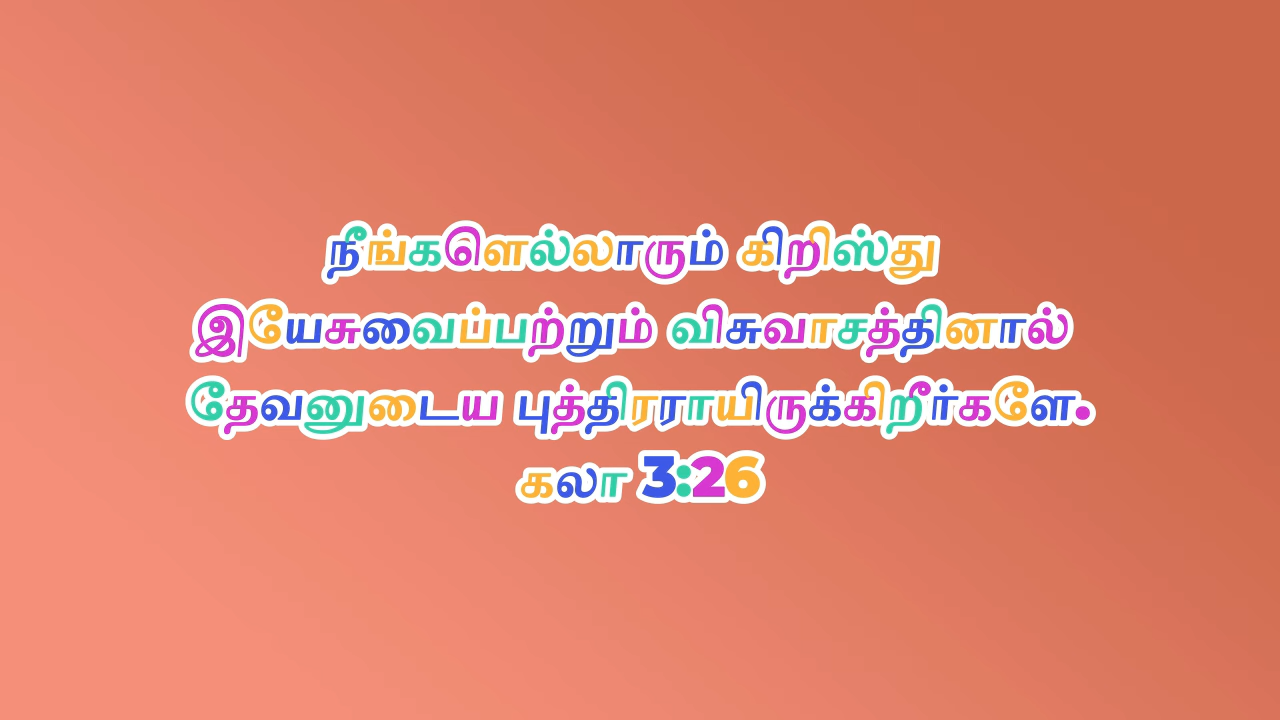 நீங்களெல்லாரும் கிறிஸ்து
இயேசுவைப்பற்றும் விசுவாசத்தினால்
தேவனுடைய புத்திரராயிருக்கிறீர்களே.
கலா 3:26